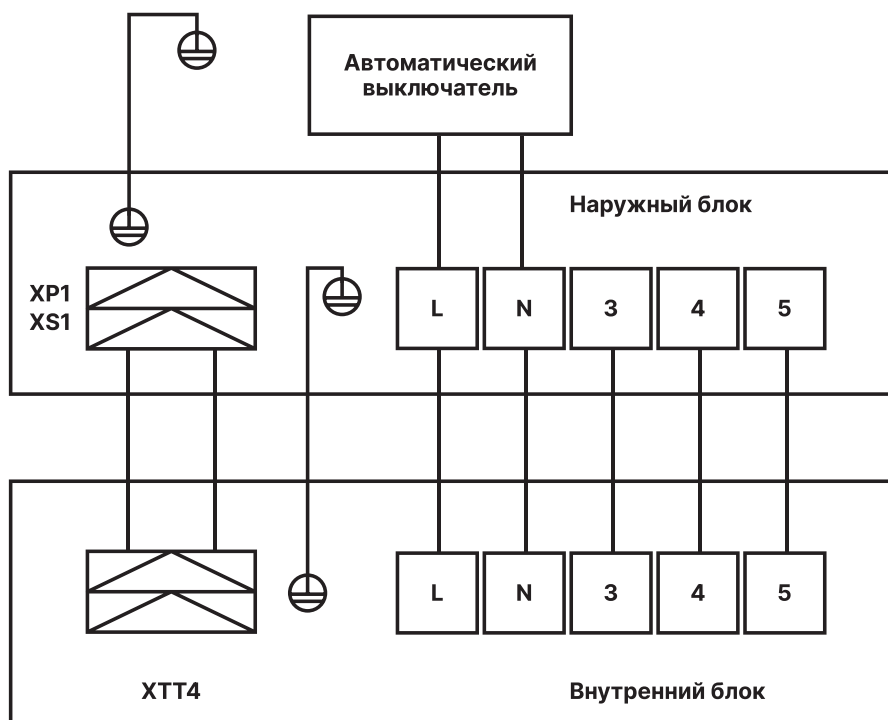 Автоматический
выключатель
Наружный блок
XP1
XS1
L N 3 4 5
L N 3 4 5
XTT4
Внутренний блок